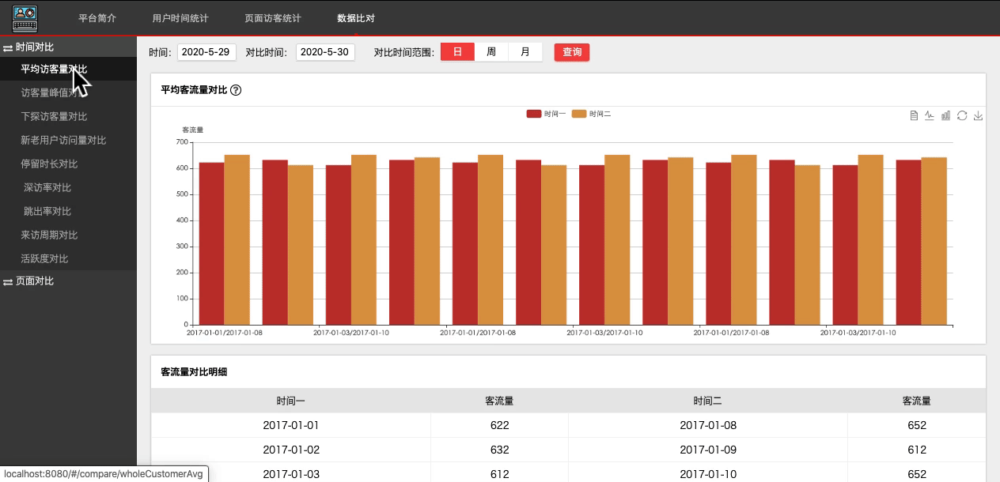 平台简介 用户时间统计 页面访客统计 数据比对
时间对比
平均访客量对比
访客量峰值对比
下探访客量对比
新老用户访问量对比
停留时长对比
深访率对比
跳出率对比
来访周期对比
活跃度对比
页面对比
时间: 2020-5-29 对比时间: 2020-5-30 对比时间范围: 日 周 月 查询
平均客流量对比 ?
时间一 时间二
客流量
700
600
500
400
300
200
100
0
2017-01-01/2017-01-08 2017-01-03/2017-01-10 2017-01-01/2017-01-08 2017-01-03/2017-01-10 2017-01-01/2017-01-08 2017-01-03/2017-01-10
客流量对比明细
时间一 客流量 时间二 客流量
2017-01-01 622 2017-01-08 652
2017-01-02 632 2017-01-09 612
2017-01-03 612 2017-01-10 652
localhost:8080/#/compare/wholeCustomerAvg